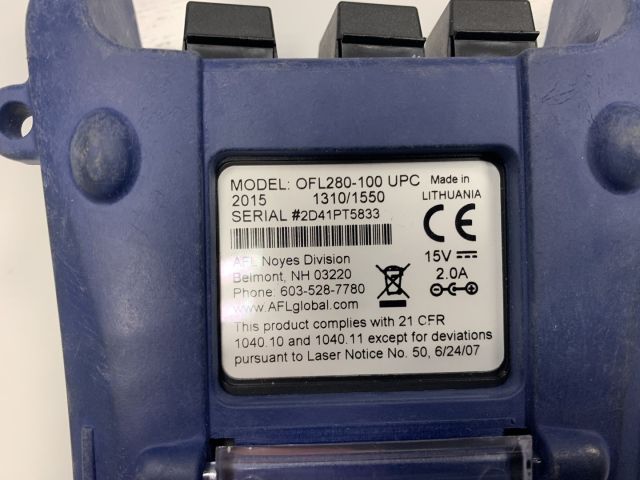 MODEL: OFL280-100 UPC
2015 1310/1550
SERIAL #2D41PT5833
Made in
LITHUANIA
CE
15V
2.0A
AFL Noyes Division
Belmont, NH 03220
Phone: 603-528-7780
www.AFLglobal.com
This product complies with 21 CFR
1040.10 and 1040.11 except for deviations
pursuant to Laser Notice No. 50, 6/24/07